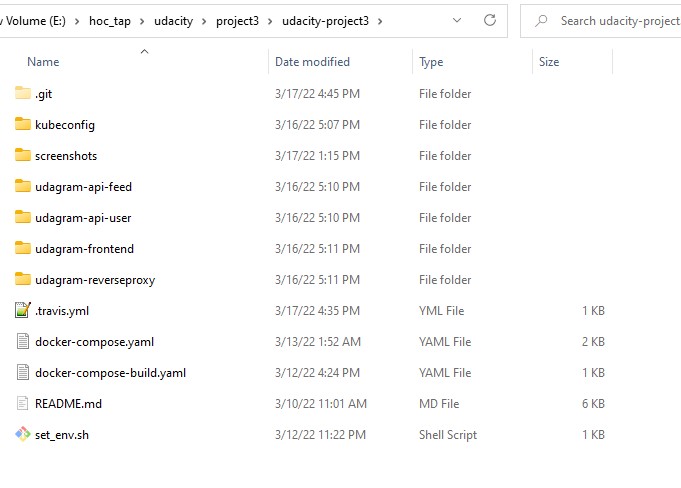 v Volume (E:) > hoc_tap > udacity > project3 > udacity-project3 >
Search udacity-project
Name Date modified Type Size
.git 3/17/22 4:45 PM File folder
kubeconfig 3/16/22 5:07 PM File folder
screenshots 3/17/22 1:15 PM File folder
udagram-api-feed 3/16/22 5:10 PM File folder
udagram-api-user 3/16/22 5:10 PM File folder
udagram-frontend 3/16/22 5:11 PM File folder
udagram-reverseproxy 3/16/22 5:11 PM File folder
.travis.yml 3/17/22 4:35 PM YML File 1 KB
docker-compose.yaml 3/13/22 1:52 AM YAML File 2 KB
docker-compose-build.yaml 3/12/22 4:24 PM YAML File 1 KB
README.md 3/10/22 11:01 AM MD File 6 KB
set_env.sh 3/12/22 11:22 PM Shell Script 1 KB